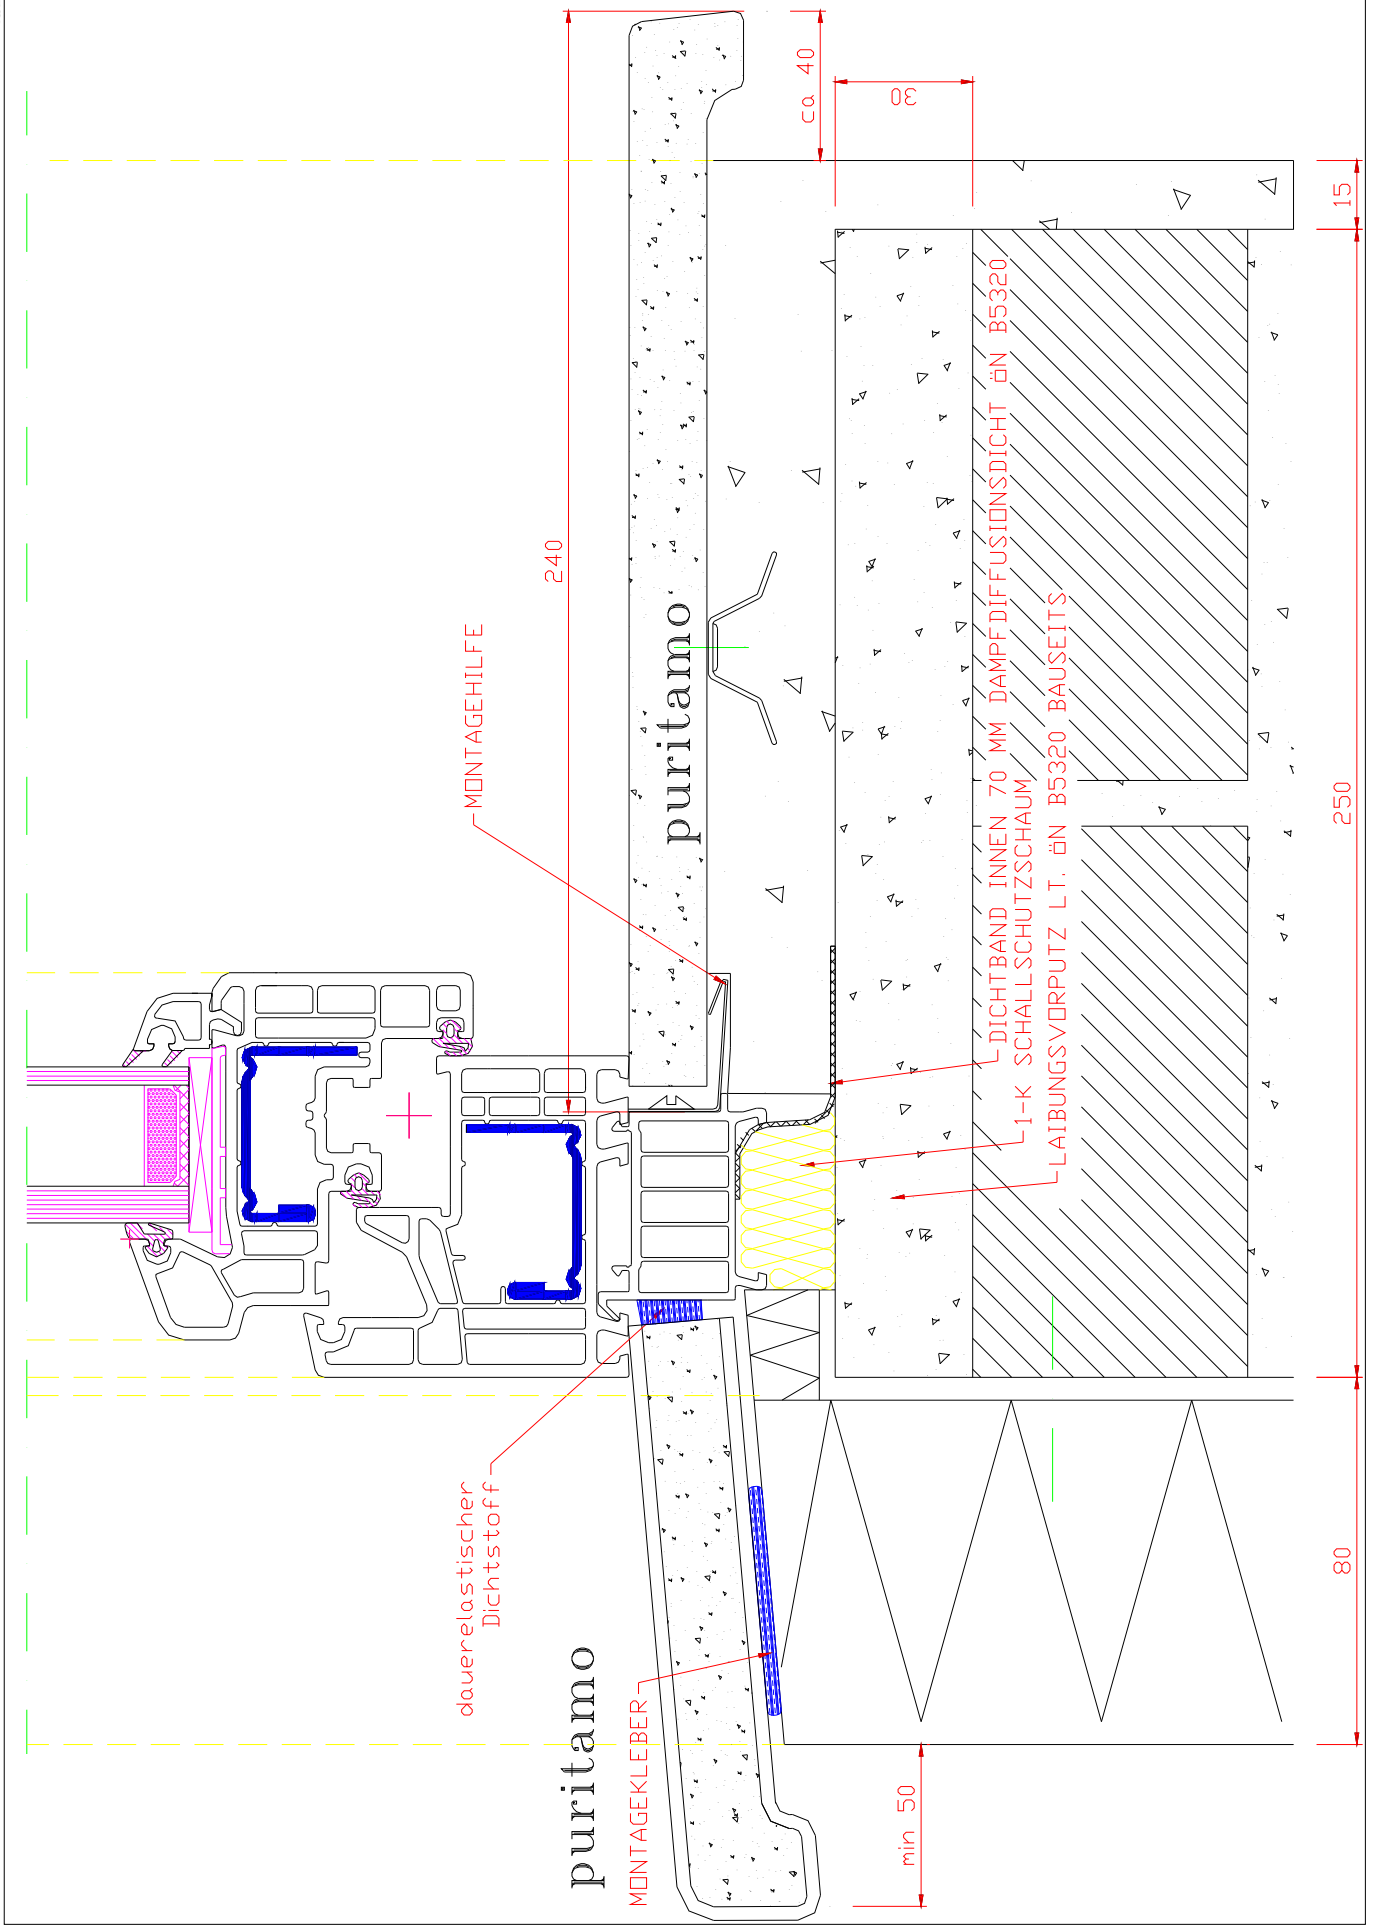 dauerelastischer
Dichtstoff
MONTAGEHILFE
240
puritamo
puritamo
MONTAGEKLEBER
ca 40
30
15
DICHTBAND INNEN 70 MM DAMPFDIFFUSIONSDICHT ÖN B5320
1-K SCHALLSCHUTZSCHAUM
LAIBUNGSVORPUTZ LT. ÖN B5320 BAUSEITS
min 50
80
250